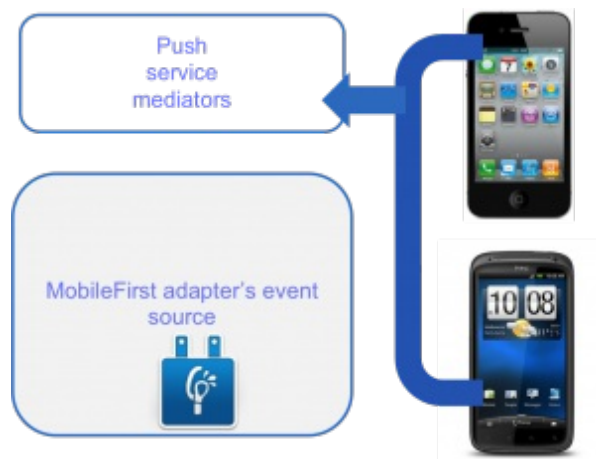 Push
service
mediators
MobileFirst adapter's event
source
10 08